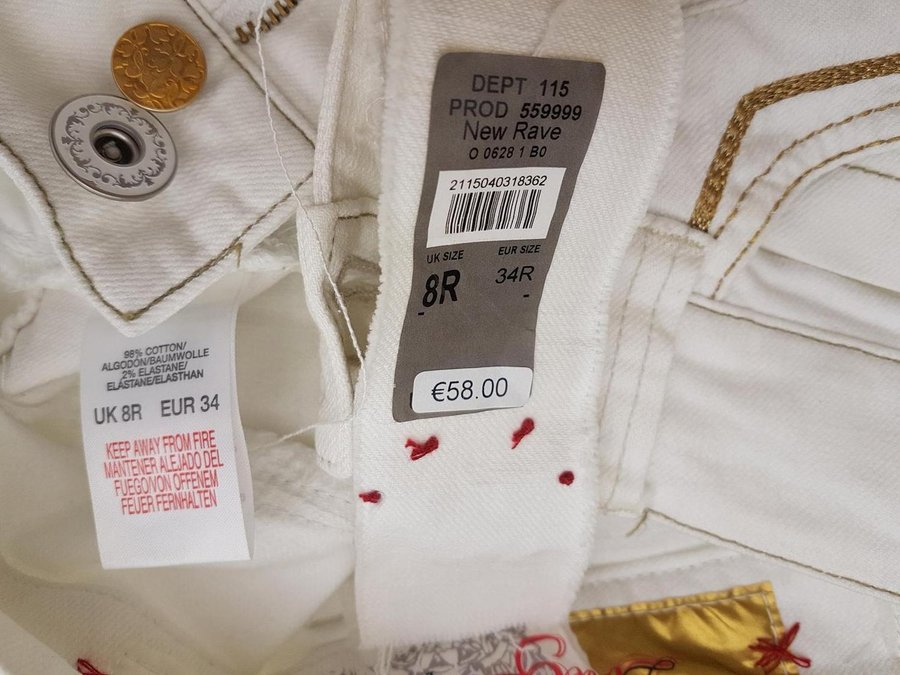 DEPT 115
PROD 559999
New Rave
O 0628 1 B0
2115040318362
UK SIZE EUR SIZE
8R 34R
- -
€58.00
98% COTTON/
ALGODÓN/BAUMWOLLE
2% ELASTANE/
ELASTANE/ELASTHAN
UK 8R EUR 34
KEEP AWAY FROM FIRE
MANTENER ALEJADO DEL
FUEGO/VON OFFENEM
FEUER FERNHALTEN